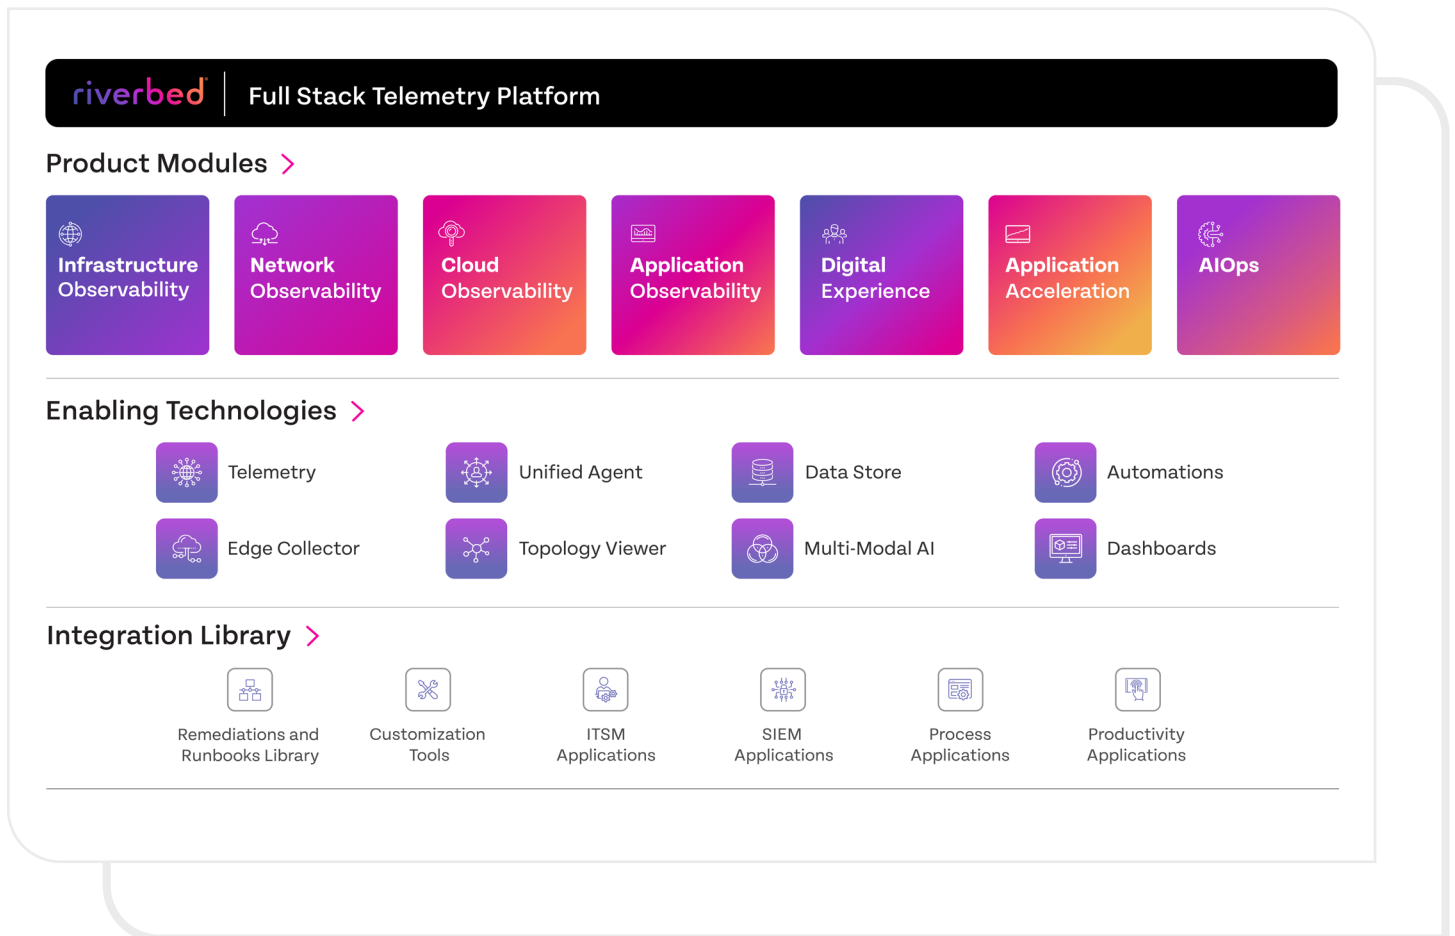 riverbed® | Full Stack Telemetry Platform
Product Modules
Infrastructure
Observability
Network
Observability
Cloud
Observability
Application
Observability
Digital
Experience
Application
Acceleration
AIOps
Enabling Technologies
Telemetry
Unified Agent
Data Store
Automations
Edge Collector
Topology Viewer
Multi-Modal AI
Dashboards
Integration Library
Remediations and
Runbooks Library
Customization
Tools
ITSM
Applications
SIEM
Applications
Process
Applications
Productivity
Applications